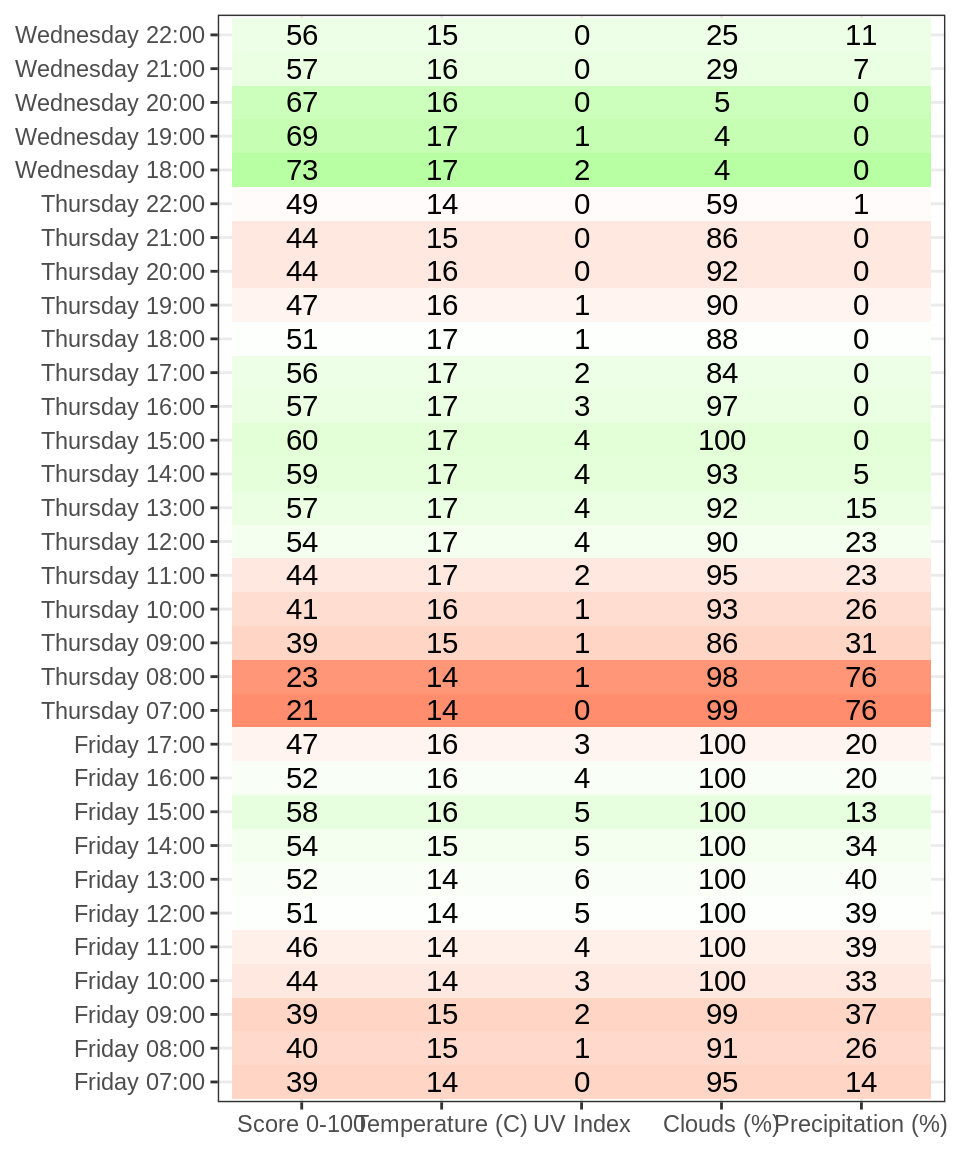 Wednesday 22:00 56 15 0 25 11
Wednesday 21:00 57 16 0 29 7
Wednesday 20:00 67 16 0 5 0
Wednesday 19:00 69 17 1 4 0
Wednesday 18:00 73 17 2 4 0
Thursday 22:00 49 14 0 59 1
Thursday 21:00 44 15 0 86 0
Thursday 20:00 44 16 0 92 0
Thursday 19:00 47 16 1 90 0
Thursday 18:00 51 17 1 88 0
Thursday 17:00 56 17 2 84 0
Thursday 16:00 57 17 3 97 0
Thursday 15:00 60 17 4 100 0
Thursday 14:00 59 17 4 93 5
Thursday 13:00 57 17 4 92 15
Thursday 12:00 54 17 4 90 23
Thursday 11:00 44 17 2 95 23
Thursday 10:00 41 16 1 93 26
Thursday 09:00 39 15 1 86 31
Thursday 08:00 23 14 1 98 76
Thursday 07:00 21 14 0 99 76
Friday 17:00 47 16 3 100 20
Friday 16:00 52 16 4 100 20
Friday 15:00 58 16 5 100 13
Friday 14:00 54 15 5 100 34
Friday 13:00 52 14 6 100 40
Friday 12:00 51 14 5 100 39
Friday 11:00 46 14 4 100 39
Friday 10:00 44 14 3 100 33
Friday 09:00 39 15 2 99 37
Friday 08:00 40 15 1 91 26
Friday 07:00 39 14 0 95 14
Score 0-100 Temperature (C) UV Index Clouds (%) Precipitation (%)